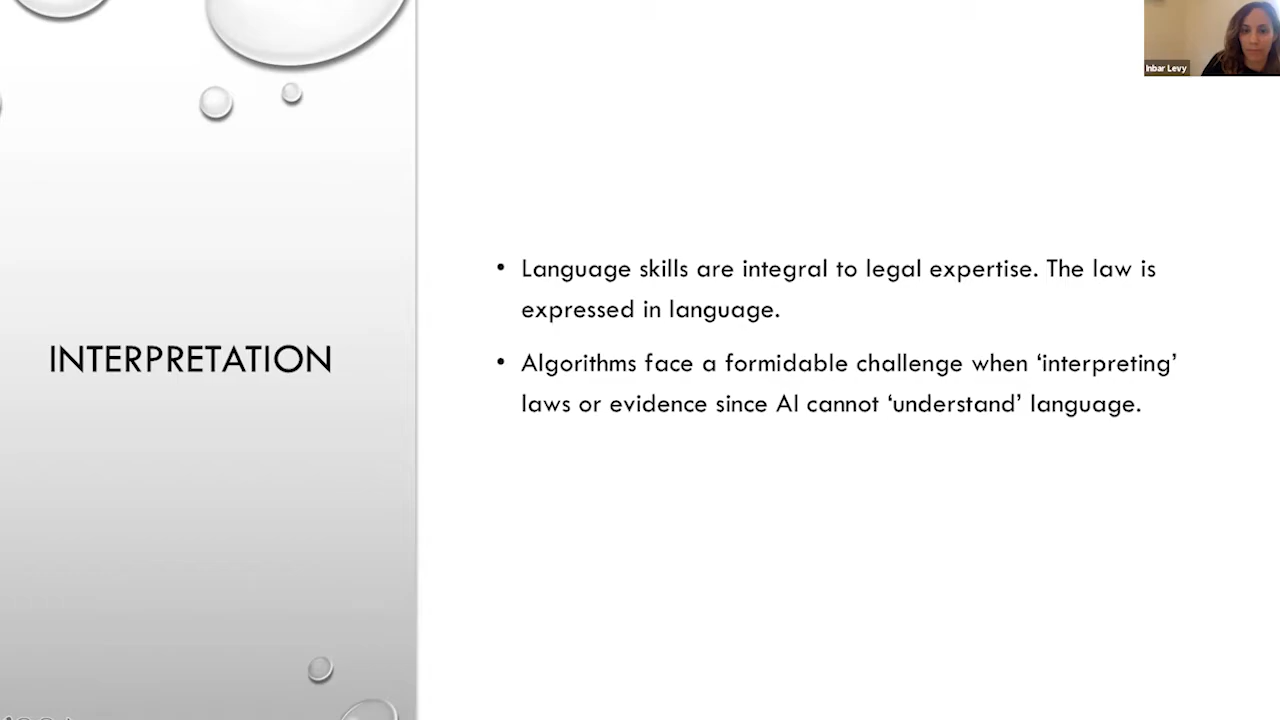 Inbar Levy
INTERPRETATION
• Language skills are integral to legal expertise. The law is
expressed in language.
• Algorithms face a formidable challenge when ‘interpreting’
laws or evidence since AI cannot ‘understand’ language.